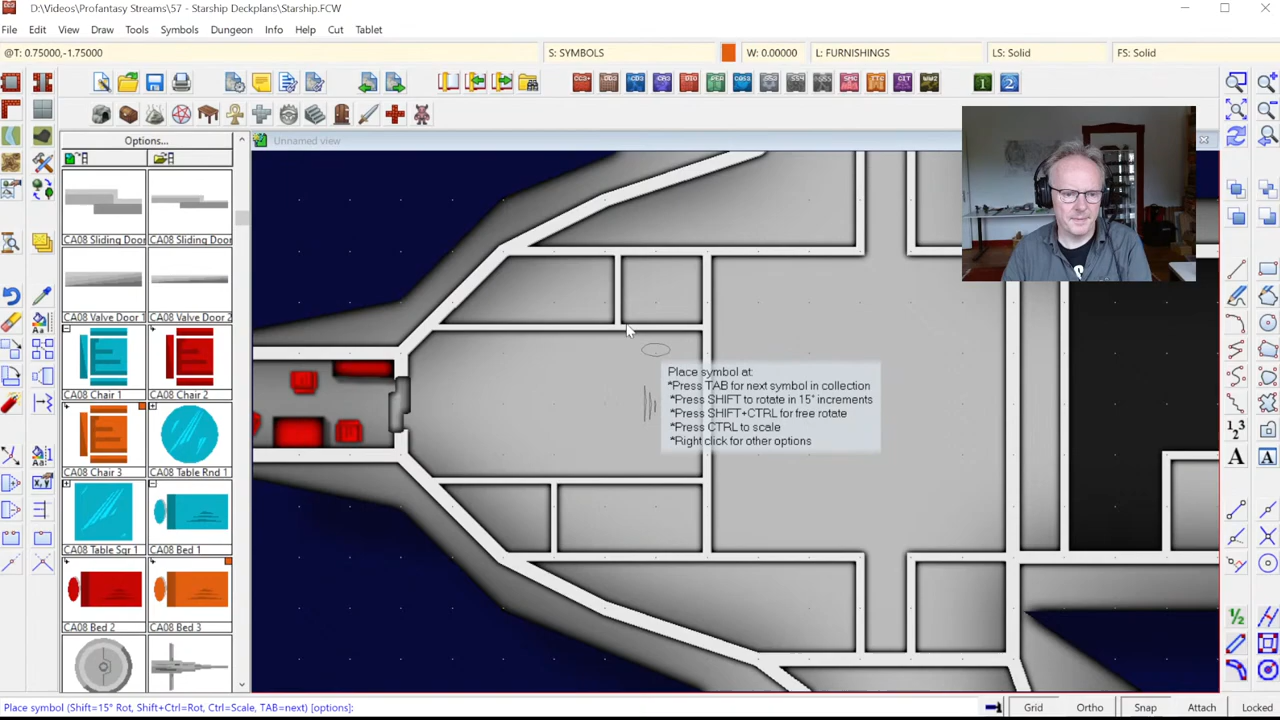 D:\Videos\Profantasy Streams\57 - Starship Deckplans\Starship.FCW
File Edit View Draw Tools Symbols Dungeon Info Help Cut Tablet
@T: 0.75000,-1.75000 S: SYMBOLS W: 0.00000 L: FURNISHINGS LS: Solid FS: Solid
Options... Unnamed view
CA08 Sliding Door CA08 Sliding Door
CA08 Valve Door 1 CA08 Valve Door 2
CA08 Chair 1 CA08 Chair 2
CA08 Chair 3 CA08 Table Rnd 1
CA08 Table Sqr 1 CA08 Bed 1
CA08 Bed 2 CA08 Bed 3
Place symbol at:
*Press TAB for next symbol in collection
*Press SHIFT to rotate in 15° increments
*Press SHIFT+CTRL for free rotate
*Press CTRL to scale
*Right click for other options
Place symbol (Shift=15° Rot, Shift+Ctrl=Rot, Ctrl=Scale, TAB=next) [options]:
Grid Ortho Snap Attach Locked